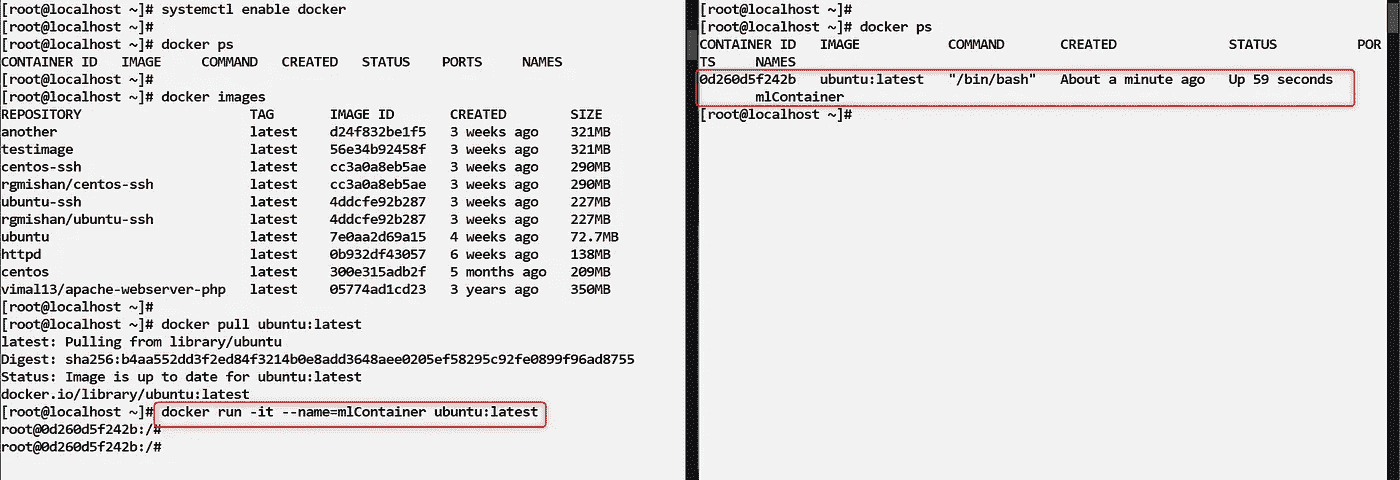 [root@localhost ~]# systemctl enable docker
[root@localhost ~]#
[root@localhost ~]# docker ps
CONTAINER ID   IMAGE     COMMAND   CREATED   STATUS    PORTS     NAMES
[root@localhost ~]#
[root@localhost ~]# docker images
REPOSITORY                     TAG       IMAGE ID       CREATED        SIZE
another                        latest    d24f832be1f5   3 weeks ago    321MB
testimage                      latest    56e34b92458f   3 weeks ago    321MB
centos-ssh                     latest    cc3a0a8eb5ae   3 weeks ago    290MB
rgmishan/centos-ssh            latest    cc3a0a8eb5ae   3 weeks ago    290MB
ubuntu-ssh                     latest    4ddcfe92b287   3 weeks ago    227MB
rgmishan/ubuntu-ssh            latest    4ddcfe92b287   3 weeks ago    227MB
ubuntu                         latest    7e0aa2d69a15   4 weeks ago    72.7MB
httpd                          latest    0b932df43057   6 weeks ago    138MB
centos                         latest    300e315adb2f   5 months ago   209MB
vimal13/apache-webserver-php   latest    05774ad1cd23   3 years ago    350MB
[root@localhost ~]#
[root@localhost ~]# docker pull ubuntu:latest
latest: Pulling from library/ubuntu
Digest: sha256:b4aa552dd3f2ed84f3214b0e8add3648aee0205ef58295c92fe0899f96ad8755
Status: Image is up to date for ubuntu:latest
docker.io/library/ubuntu:latest
[root@localhost ~]# docker run -it --name=mlContainer ubuntu:latest
root@0d260d5f242b:/#
root@0d260d5f242b:/#
[root@localhost ~]#
[root@localhost ~]# docker ps
CONTAINER ID   IMAGE           COMMAND       CREATED              STATUS          POR
TS     NAMES
0d260d5f242b   ubuntu:latest   "/bin/bash"   About a minute ago   Up 59 seconds
       mlContainer
[root@localhost ~]#